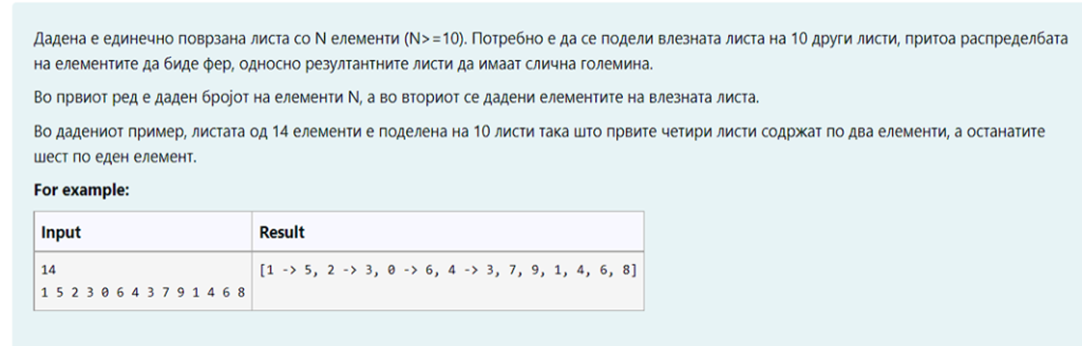 Дадена е единечно поврзана листа со N елементи (N>=10). Потребно е да се подели влезната листа на 10 други листи, притоа распределбата
на елементите да биде фер, односно резултантните листи да имаат слична големина.
Во првиот ред е даден бројот на елементи N, а во вториот се дадени елементите на влезната листа.
Во дадениот пример, листата од 14 елементи е поделена на 10 листи така што првите четири листи содржат по два елементи, а останатите
шест по еден елемент.
For example:
Input Result
14 [1 -> 5, 2 -> 3, 0 -> 6, 4 -> 3, 7, 9, 1, 4, 6, 8]
1 5 2 3 0 6 4 3 7 9 1 4 6 8